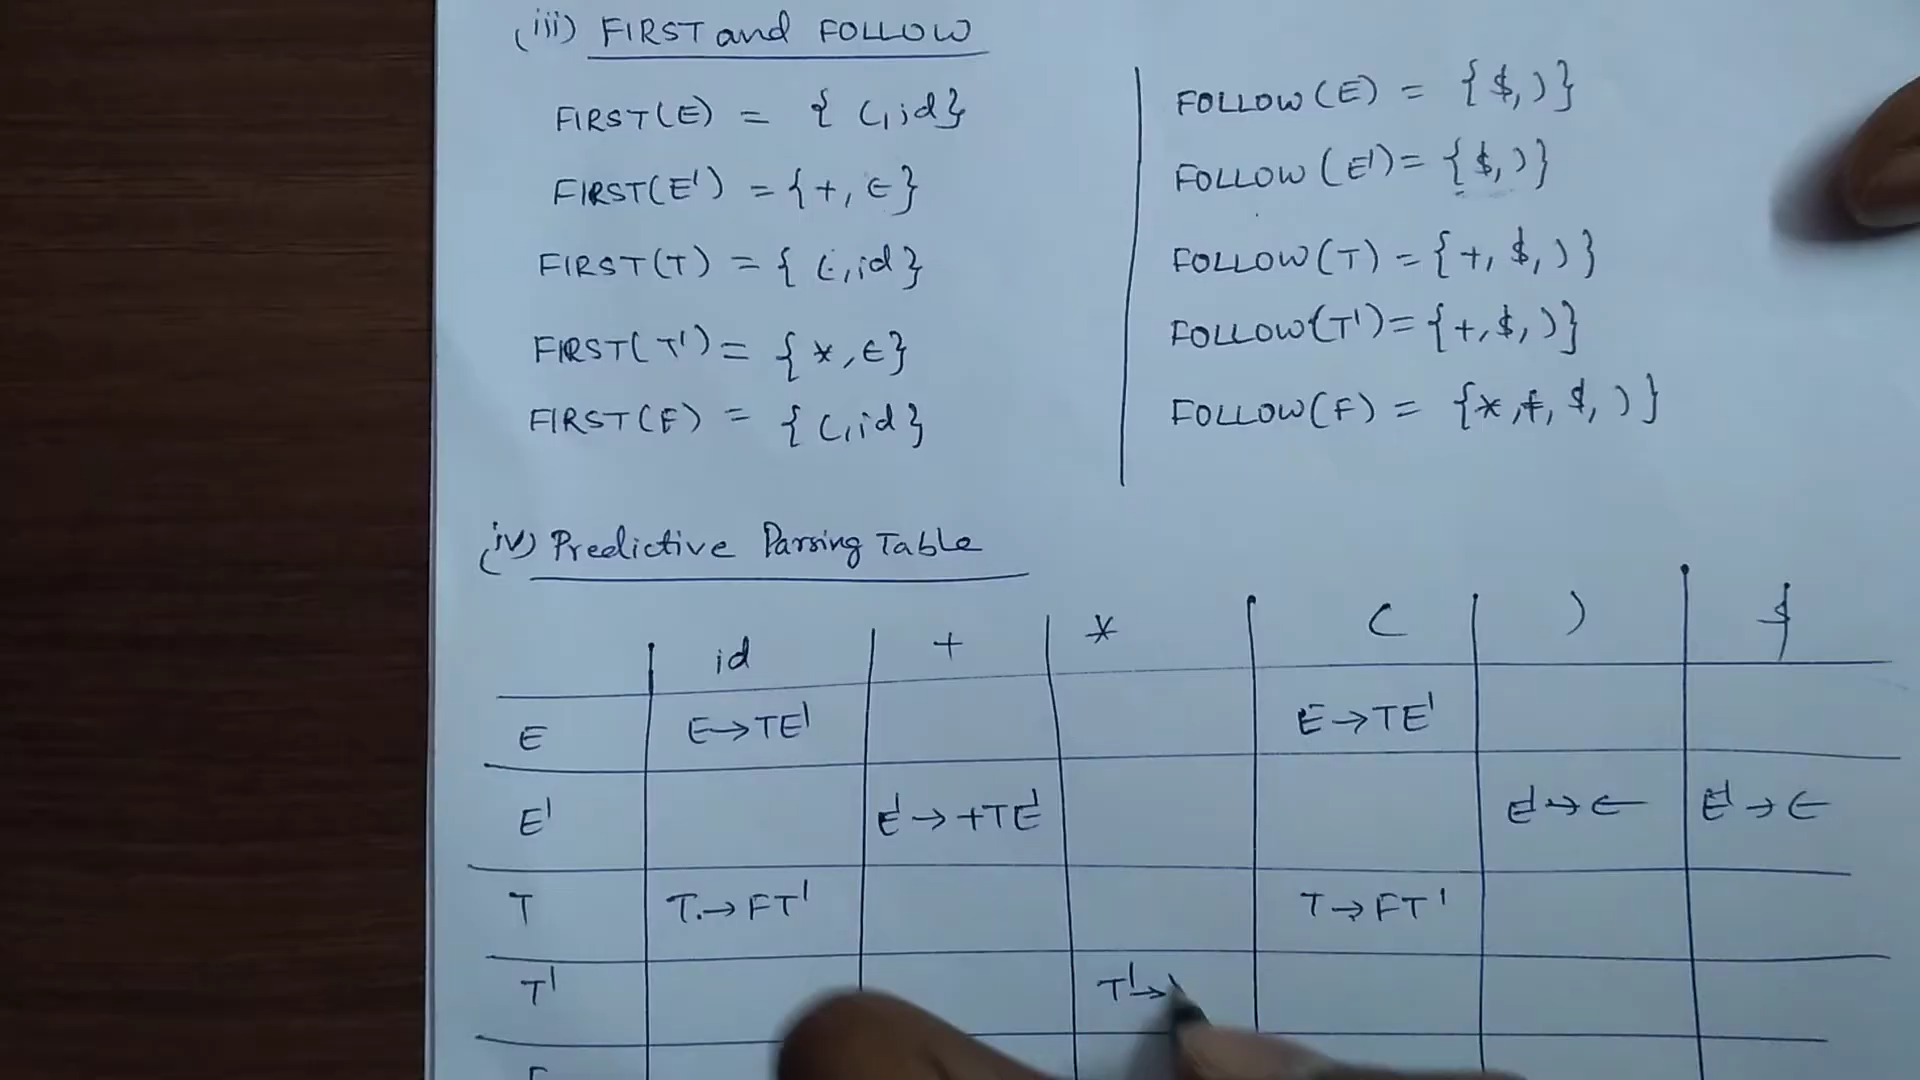 (iii) FIRST and FOLLOW
FIRST(E) = { (, id}
FIRST(E') = {+, ∈}
FIRST(T) = { (, id}
FIRST(T') = { *, ∈}
FIRST(F) = { (, id}
FOLLOW(E) = {$, )}
FOLLOW(E') = {$, )}
FOLLOW(T) = {+, $, )}
FOLLOW(T') = {+, $, )}
FOLLOW(F) = {*, +, $, )}
(iv) Predictive Parsing Table
id + * ( ) $
E E→TE' E→TE'
E' E'→+TE' E'→∈ E'→∈
T T→FT' T→FT'
T' T'→